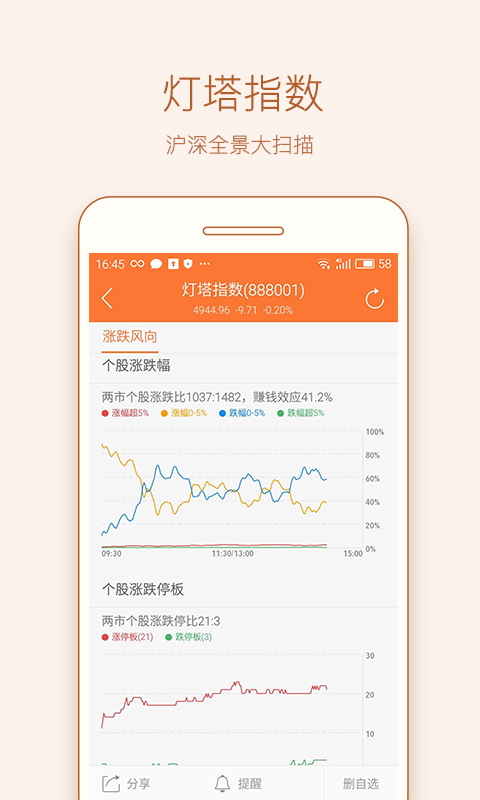 灯塔指数
沪深全景大扫描
16:45 4G 58
灯塔指数(888001)
4944.96 -9.71 -0.20%
涨跌风向
个股涨跌幅
两市个股涨跌比1037:1482，赚钱效应41.2%
涨幅超5% 涨幅0-5% 跌幅0-5% 跌幅超5%
100%
80%
60%
40%
20%
0%
09:30 11:30/13:00 15:00
个股涨跌停板
两市个股涨跌停比21:3
涨停板(21) 跌停板(3)
30
20
10
分享 提醒 删自选